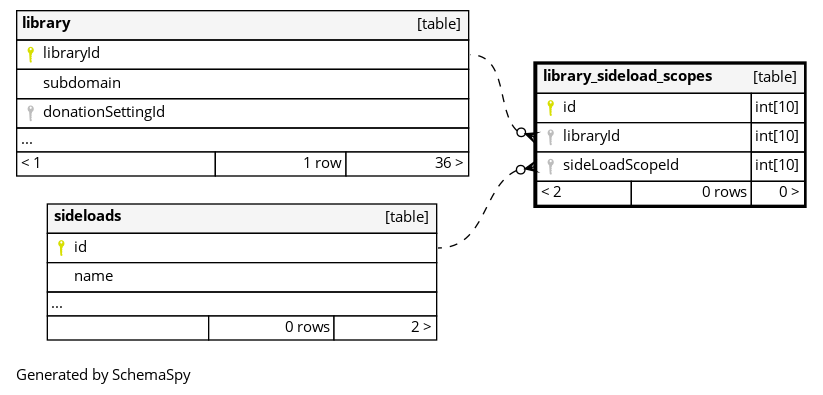 library [table]
libraryId
subdomain
donationSettingId
...
< 1 1 row 36 >
library_sideload_scopes [table]
id int[10]
libraryId int[10]
sideLoadScopeId int[10]
< 2 0 rows 0 >
sideloads [table]
id
name
...
0 rows 2 >
Generated by SchemaSpy